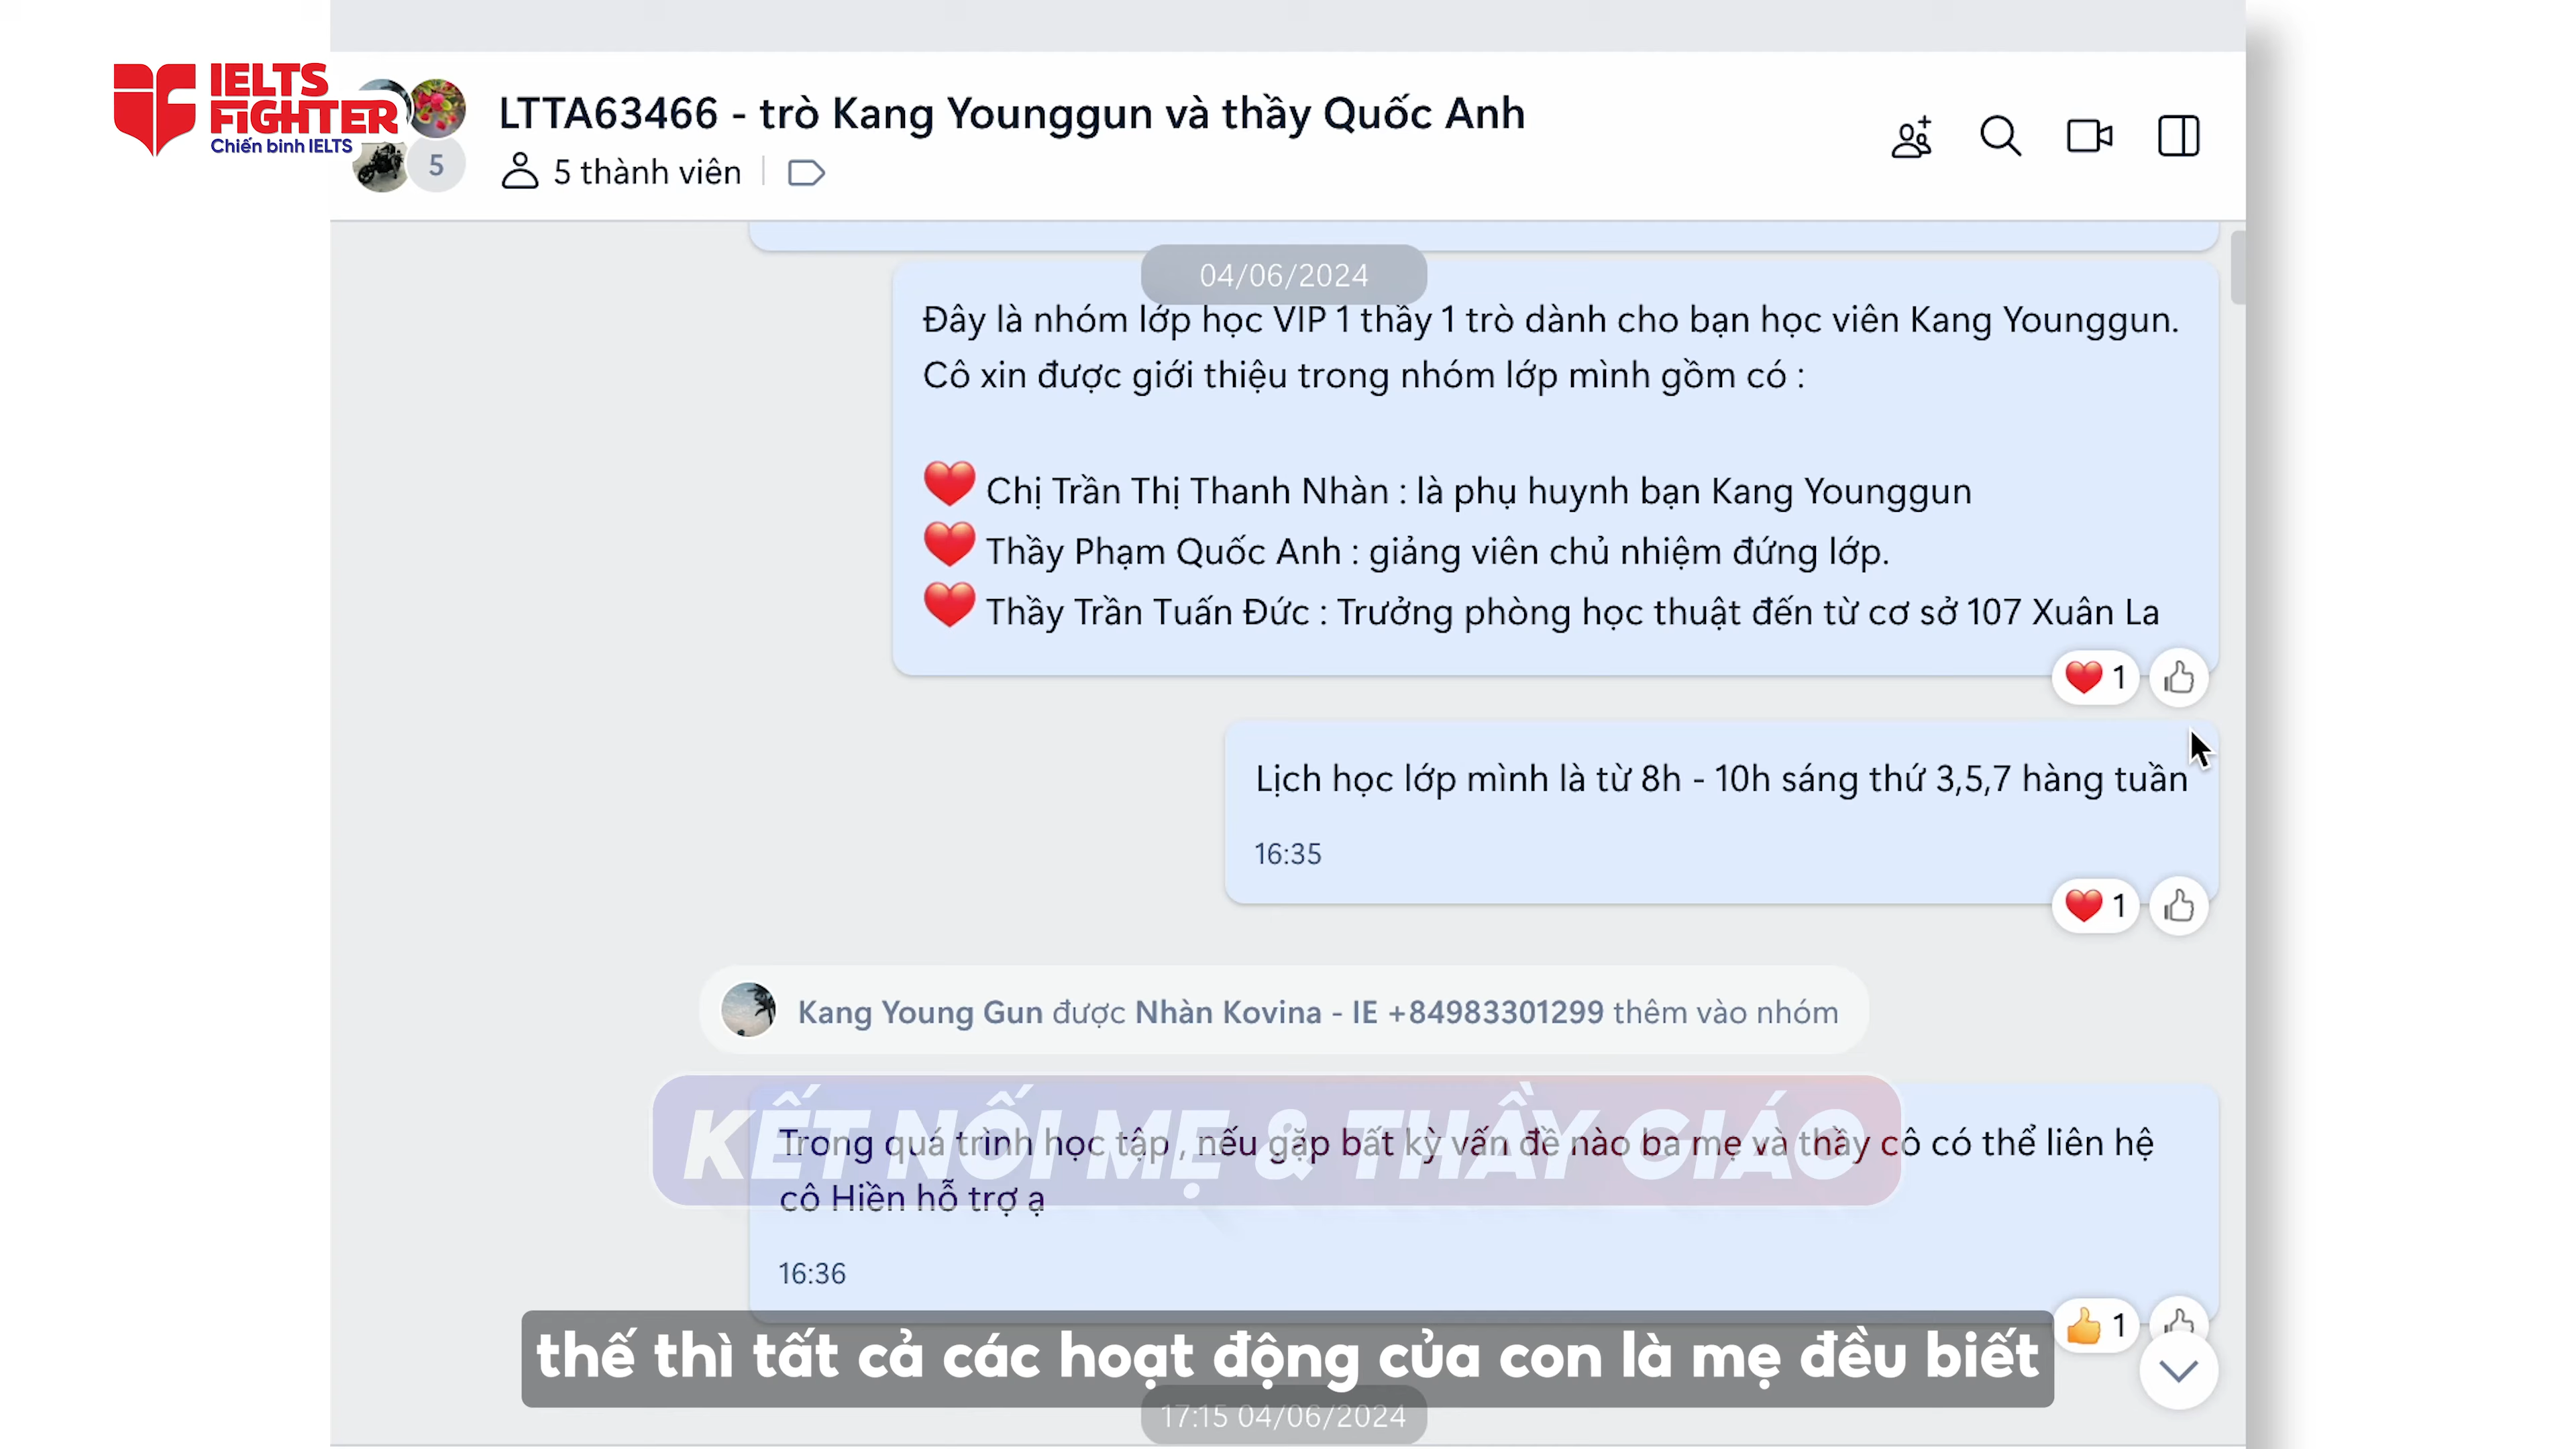 IELTS
FIGHTER
Chiến binh IELTS
5
LTTA63466 - trò Kang Younggun và thầy Quốc Anh
5 thành viên
04/06/2024
Đây là nhóm lớp học VIP 1 thầy 1 trò dành cho bạn học viên Kang Younggun.
Cô xin được giới thiệu trong nhóm lớp mình gồm có :
❤️ Chị Trần Thị Thanh Nhàn : là phụ huynh bạn Kang Younggun
❤️ Thầy Phạm Quốc Anh : giảng viên chủ nhiệm đứng lớp.
❤️ Thầy Trần Tuấn Đức : Trưởng phòng học thuật đến từ cơ sở 107 Xuân La
❤️ 1
Lịch học lớp mình là từ 8h - 10h sáng thứ 3,5,7 hàng tuần
16:35
❤️ 1
Kang Young Gun được Nhàn Kovina - IE +84983301299 thêm vào nhóm
KẾT NỐI MẸ & THẦY GIÁO
Trong quá trình học tập , nếu gặp bất kỳ vấn đề nào ba mẹ và thầy cô có thể liên hệ
cô Hiền hỗ trợ ạ
16:36
👍 1
thế thì tất cả các hoạt động của con là mẹ đều biết
17:15 04/06/2024